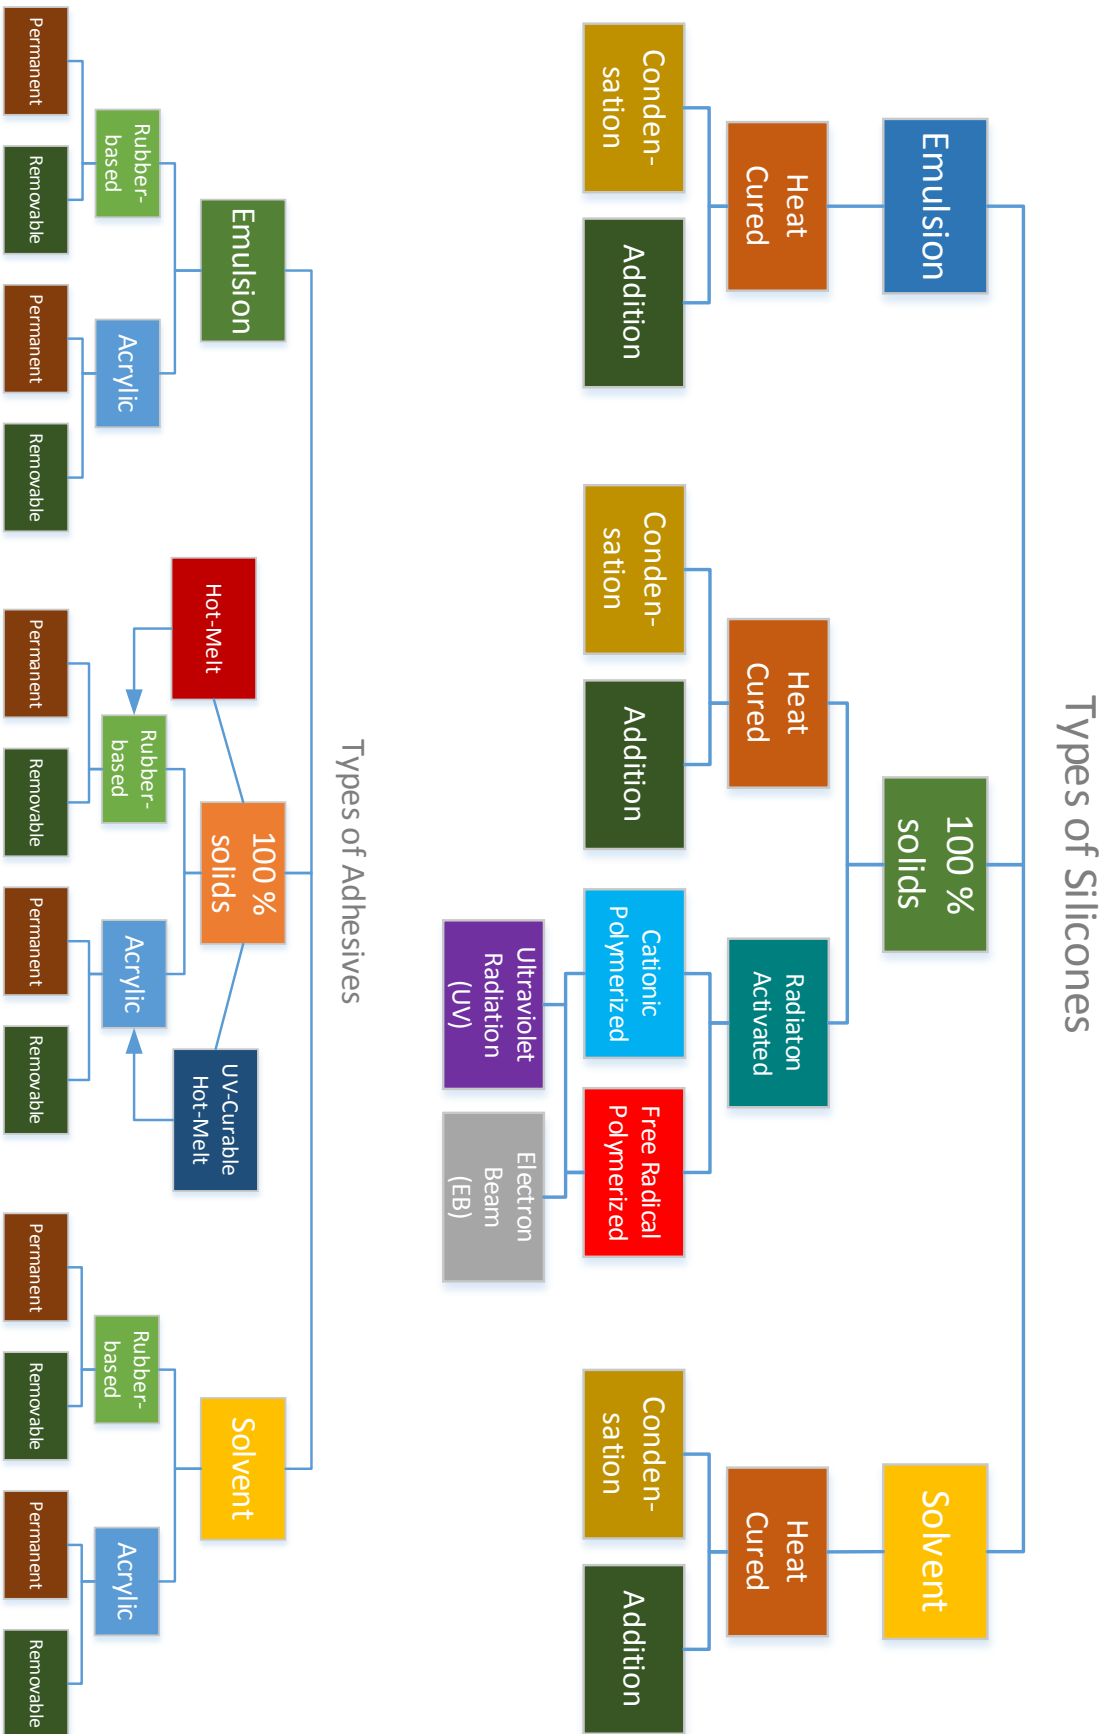 Types of Silicones
Emulsion
100 %
solids
Solvent
Heat
Cured
Heat
Cured
Radiaton
Activated
Heat
Cured
Conden-
sation
Addition
Conden-
sation
Addition
Cationic
Polymerized
Free Radical
Polymerized
Conden-
sation
Addition
Ultraviolet
Radiation
(UV)
Electron
Beam
(EB)
Types of Adhesives
Emulsion
100 %
solids
Solvent
Hot-Melt
UV-Curable
Hot-Melt
Rubber-
based
Acrylic
Rubber-
based
Acrylic
Rubber-
based
Acrylic
Permanent
Removable
Permanent
Removable
Permanent
Removable
Permanent
Removable
Permanent
Removable
Permanent
Removable